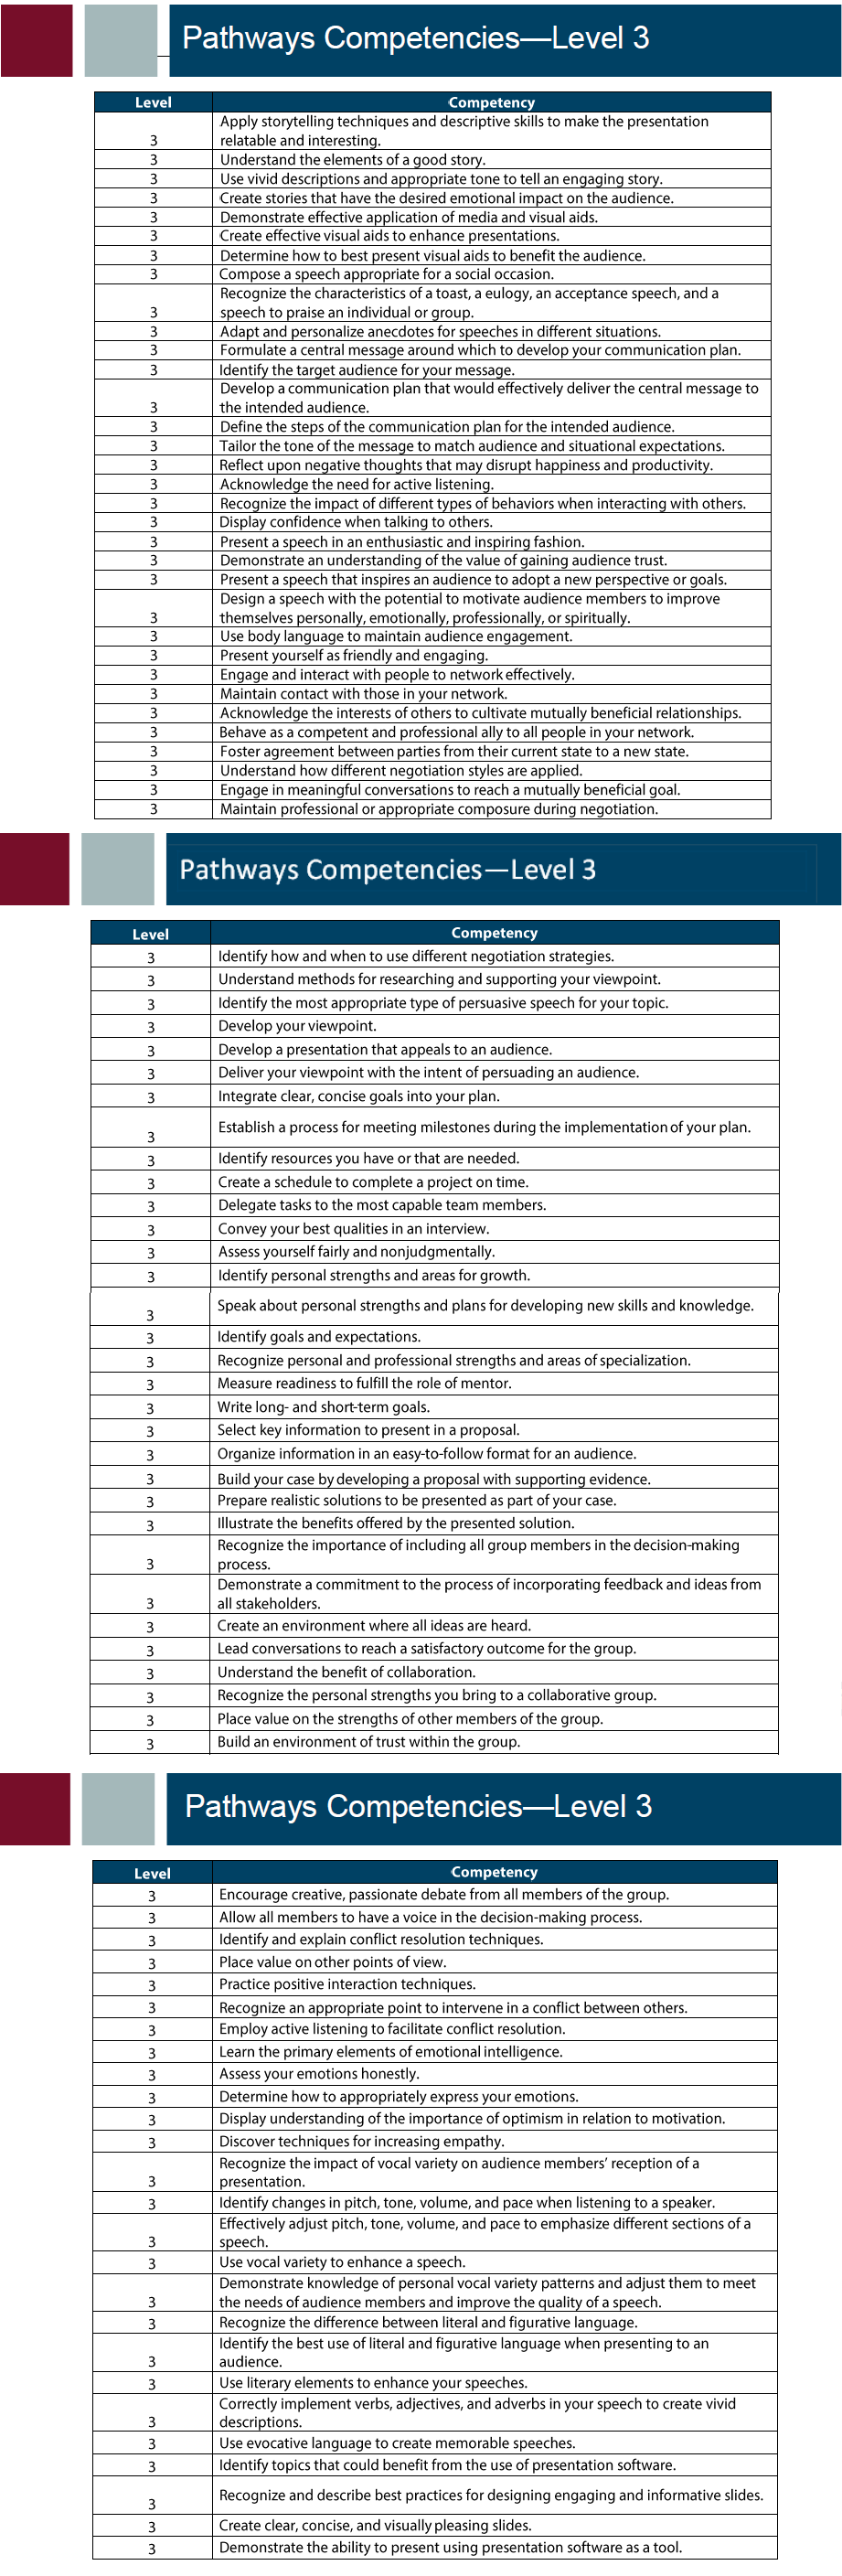 Pathways Competencies—Level 3
Level Competency
Apply storytelling techniques and descriptive skills to make the presentation
3 relatable and interesting.
3 Understand the elements of a good story.
3 Use vivid descriptions and appropriate tone to tell an engaging story.
3 Create stories that have the desired emotional impact on the audience.
3 Demonstrate effective application of media and visual aids.
3 Create effective visual aids to enhance presentations.
3 Determine how to best present visual aids to benefit the audience.
3 Compose a speech appropriate for a social occasion.
Recognize the characteristics of a toast, a eulogy, an acceptance speech, and a
3 speech to praise an individual or group.
3 Adapt and personalize anecdotes for speeches in different situations.
3 Formulate a central message around which to develop your communication plan.
3 Identify the target audience for your message.
Develop a communication plan that would effectively deliver the central message to
3 the intended audience.
3 Define the steps of the communication plan for the intended audience.
3 Tailor the tone of the message to match audience and situational expectations.
3 Reflect upon negative thoughts that may disrupt happiness and productivity.
3 Acknowledge the need for active listening.
3 Recognize the impact of different types of behaviors when interacting with others.
3 Display confidence when talking to others.
3 Present a speech in an enthusiastic and inspiring fashion.
3 Demonstrate an understanding of the value of gaining audience trust.
3 Present a speech that inspires an audience to adopt a new perspective or goals.
Design a speech with the potential to motivate audience members to improve
3 themselves personally, emotionally, professionally, or spiritually.
3 Use body language to maintain audience engagement.
3 Present yourself as friendly and engaging.
3 Engage and interact with people to network effectively.
3 Maintain contact with those in your network.
3 Acknowledge the interests of others to cultivate mutually beneficial relationships.
3 Behave as a competent and professional ally to all people in your network.
3 Foster agreement between parties from their current state to a new state.
3 Understand how different negotiation styles are applied.
3 Engage in meaningful conversations to reach a mutually beneficial goal.
3 Maintain professional or appropriate composure during negotiation.
Pathways Competencies—Level 3
Level Competency
3 Identify how and when to use different negotiation strategies.
3 Understand methods for researching and supporting your viewpoint.
3 Identify the most appropriate type of persuasive speech for your topic.
3 Develop your viewpoint.
3 Develop a presentation that appeals to an audience.
3 Deliver your viewpoint with the intent of persuading an audience.
3 Integrate clear, concise goals into your plan.
3 Establish a process for meeting milestones during the implementation of your plan.
3 Identify resources you have or that are needed.
3 Create a schedule to complete a project on time.
3 Delegate tasks to the most capable team members.
3 Convey your best qualities in an interview.
3 Assess yourself fairly and nonjudgmentally.
3 Identify personal strengths and areas for growth.
3 Speak about personal strengths and plans for developing new skills and knowledge.
3 Identify goals and expectations.
3 Recognize personal and professional strengths and areas of specialization.
3 Measure readiness to fulfill the role of mentor.
3 Write long- and short-term goals.
3 Select key information to present in a proposal.
3 Organize information in an easy-to-follow format for an audience.
3 Build your case by developing a proposal with supporting evidence.
3 Prepare realistic solutions to be presented as part of your case.
3 Illustrate the benefits offered by the presented solution.
Recognize the importance of including all group members in the decision-making
3 process.
Demonstrate a commitment to the process of incorporating feedback and ideas from
3 all stakeholders.
3 Create an environment where all ideas are heard.
3 Lead conversations to reach a satisfactory outcome for the group.
3 Understand the benefit of collaboration.
3 Recognize the personal strengths you bring to a collaborative group.
3 Place value on the strengths of other members of the group.
3 Build an environment of trust within the group.
Pathways Competencies—Level 3
Level Competency
3 Encourage creative, passionate debate from all members of the group.
3 Allow all members to have a voice in the decision-making process.
3 Identify and explain conflict resolution techniques.
3 Place value on other points of view.
3 Practice positive interaction techniques.
3 Recognize an appropriate point to intervene in a conflict between others.
3 Employ active listening to facilitate conflict resolution.
3 Learn the primary elements of emotional intelligence.
3 Assess your emotions honestly.
3 Determine how to appropriately express your emotions.
3 Display understanding of the importance of optimism in relation to motivation.
3 Discover techniques for increasing empathy.
Recognize the impact of vocal variety on audience members’ reception of a
3 presentation.
3 Identify changes in pitch, tone, volume, and pace when listening to a speaker.
Effectively adjust pitch, tone, volume, and pace to emphasize different sections of a
3 speech.
3 Use vocal variety to enhance a speech.
Demonstrate knowledge of personal vocal variety patterns and adjust them to meet
3 the needs of audience members and improve the quality of a speech.
3 Recognize the difference between literal and figurative language.
Identify the best use of literal and figurative language when presenting to an
3 audience.
3 Use literary elements to enhance your speeches.
Correctly implement verbs, adjectives, and adverbs in your speech to create vivid
3 descriptions.
3 Use evocative language to create memorable speeches.
3 Identify topics that could benefit from the use of presentation software.
3 Recognize and describe best practices for designing engaging and informative slides.
3 Create clear, concise, and visually pleasing slides.
3 Demonstrate the ability to present using presentation software as a tool.